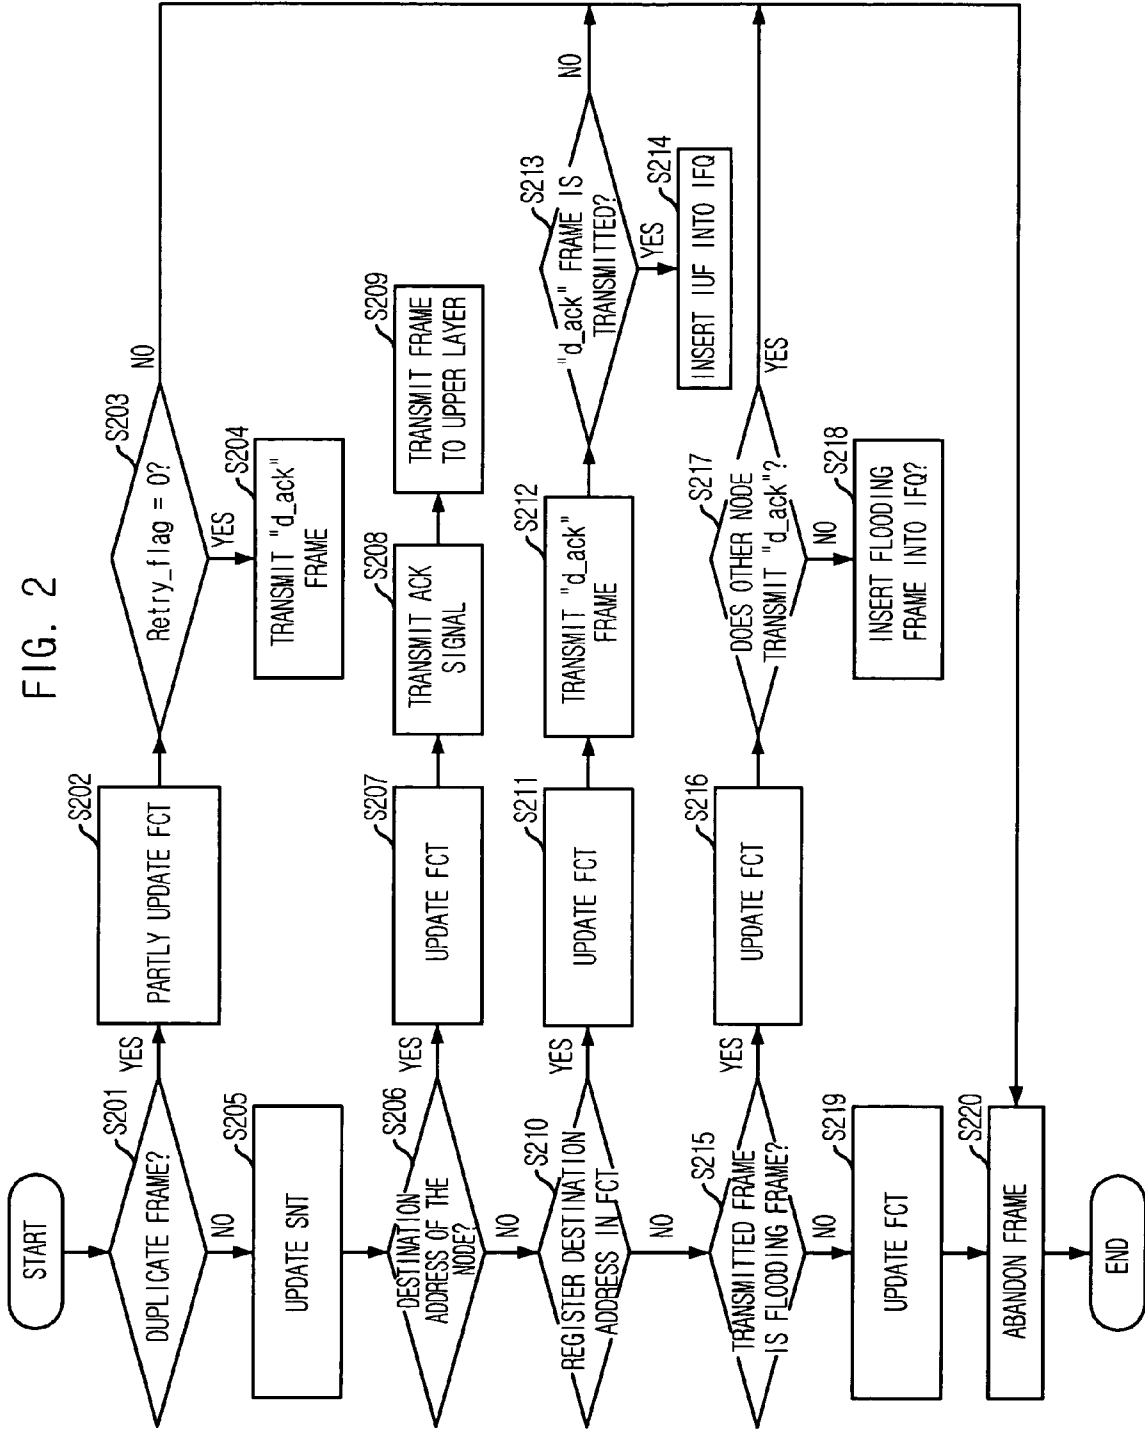 FIG. 2
START
S201
DUPLICATE FRAME?
YES
NO
S202
PARTLY UPDATE FCT
S203
Retry_flag = 0?
NO
YES
S204
TRANSMIT "d_ack"
FRAME
S205
UPDATE SNT
S206
DESTINATION
ADDRESS OF THE
NODE?
YES
NO
S207
UPDATE FCT
S208
TRANSMIT ACK
SIGNAL
S209
TRANSMIT FRAME
TO UPPER LAYER
S210
REGISTER DESTINATION
ADDRESS IN FCT
YES
NO
S211
UPDATE FCT
S212
TRANSMIT "d_ack"
FRAME
S213
"d_ack" FRAME IS
TRANSMITTED?
NO
YES
S214
INSERT IUF INTO IFQ
S215
TRANSMITTED FRAME
IS FLOODING FRAME?
YES
NO
S216
UPDATE FCT
S217
DOES OTHER NODE
TRANSMIT "d_ack"?
YES
NO
S218
INSERT FLOODING
FRAME INTO IFQ?
S219
UPDATE FCT
S220
ABANDON FRAME
END